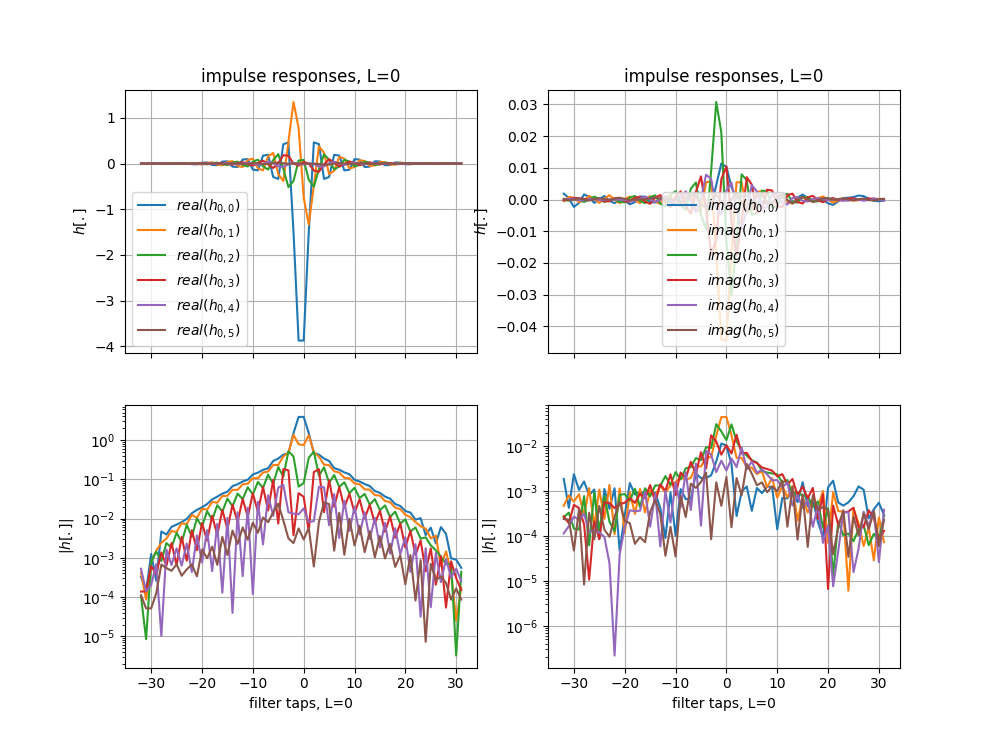 impulse responses, L=0
impulse responses, L=0
h[.]
1
0
−1
−2
−3
−4
real(h0,0)
real(h0,1)
real(h0,2)
real(h0,3)
real(h0,4)
real(h0,5)
h[.]
0.03
0.02
0.01
0.00
−0.01
−0.02
−0.03
−0.04
imag(h0,0)
imag(h0,1)
imag(h0,2)
imag(h0,3)
imag(h0,4)
imag(h0,5)
|h[.]|
10^0
10^−1
10^−2
10^−3
10^−4
10^−5
−30 −20 −10 0 10 20 30
filter taps, L=0
|h[.]|
10^−2
10^−3
10^−4
10^−5
10^−6
−30 −20 −10 0 10 20 30
filter taps, L=0